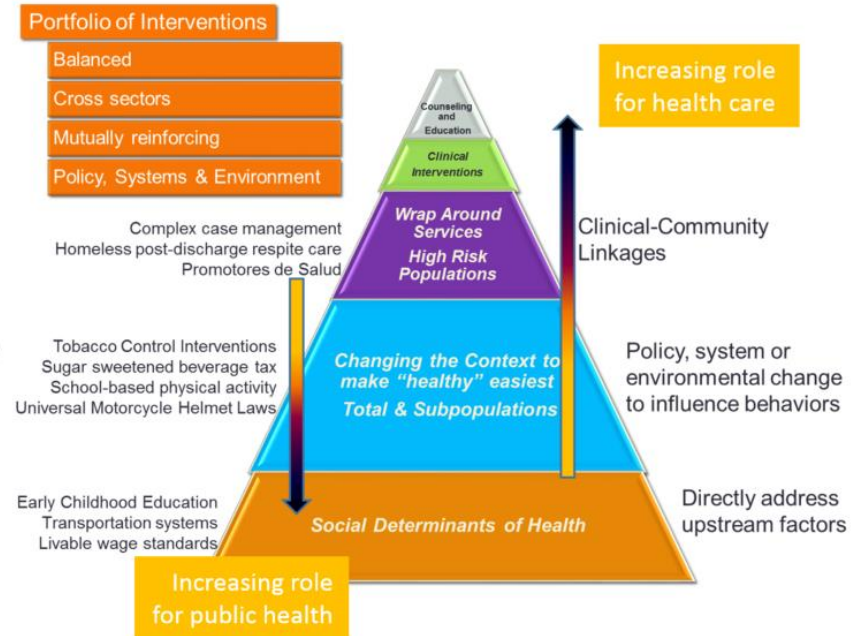 Portfolio of Interventions
Balanced
Cross sectors
Mutually reinforcing
Policy, Systems & Environment
Increasing role
for health care
Counseling
and
Education
Clinical
Interventions
Wrap Around
Services
High Risk
Populations
Complex case management
Homeless post-discharge respite care
Promotores de Salud
Clinical-Community
Linkages
Tobacco Control Interventions
Sugar sweetened beverage tax
School-based physical activity
Universal Motorcycle Helmet Laws
Changing the Context to
make “healthy” easiest
Total & Subpopulations
Policy, system or
environmental change
to influence behaviors
Early Childhood Education
Transportation systems
Livable wage standards
Social Determinants of Health
Directly address
upstream factors
Increasing role
for public health